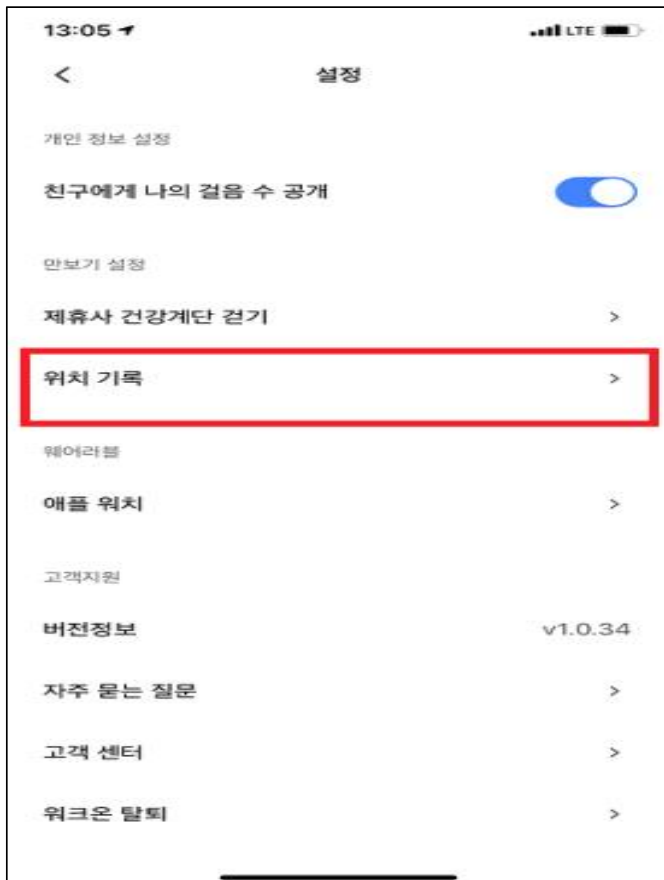 13:05
LTE
설정
개인 정보 설정
친구에게 나의 걸음 수 공개
만보기 설정
제휴사 건강계단 걷기
위치 기록
웨어러블
애플 워치
고객지원
버전정보 v1.0.34
자주 묻는 질문
고객 센터
워크온 탈퇴